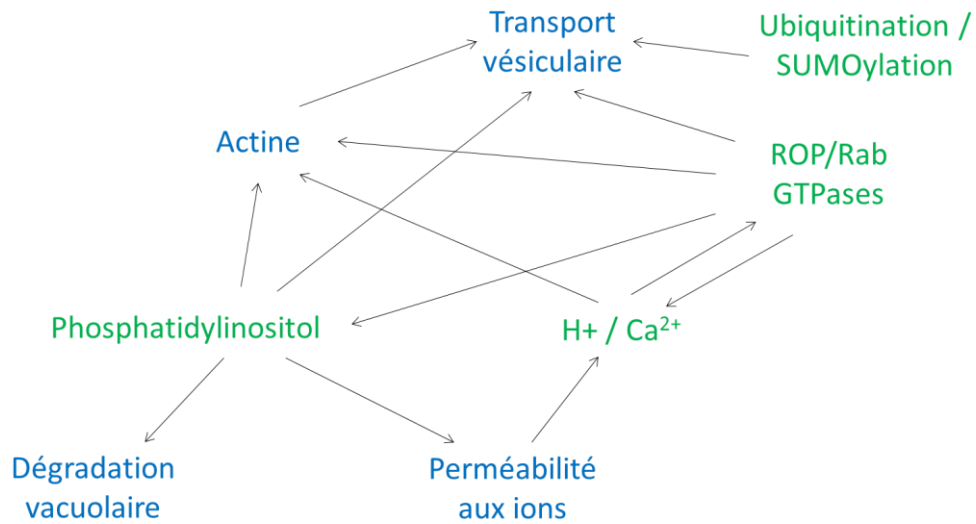 Transport
vésiculaire
Ubiquitination /
SUMOylation
Actine
ROP/Rab
GTPases
Phosphatidylinositol
H+ / Ca²⁺
Dégradation
vacuolaire
Perméabilité
aux ions